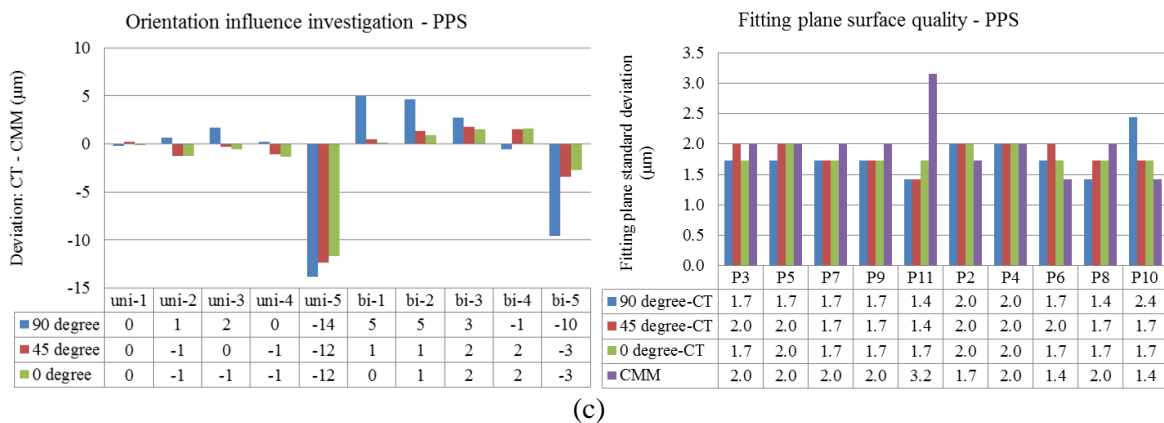 Orientation influence investigation - PPS
Deviation: CT - CMM (µm)
10
5
0
-5
-10
-15
uni-1 uni-2 uni-3 uni-4 uni-5 bi-1 bi-2 bi-3 bi-4 bi-5
90 degree 0 1 2 0 -14 5 5 3 -1 -10
45 degree 0 -1 0 -1 -12 1 1 2 2 -3
0 degree 0 -1 -1 -1 -12 0 1 2 2 -3
Fitting plane surface quality - PPS
Fitting plane standard deviation
(µm)
3.5
3.0
2.5
2.0
1.5
1.0
0.5
0.0
P3 P5 P7 P9 P11 P2 P4 P6 P8 P10
90 degree-CT 1.7 1.7 1.7 1.7 1.4 2.0 2.0 1.7 1.4 2.4
45 degree-CT 2.0 2.0 1.7 1.7 1.4 2.0 2.0 2.0 1.7 1.7
0 degree-CT 1.7 2.0 1.7 1.7 1.7 2.0 2.0 1.7 1.7 1.7
CMM 2.0 2.0 2.0 2.0 3.2 1.7 2.0 1.4 2.0 1.4
(c)